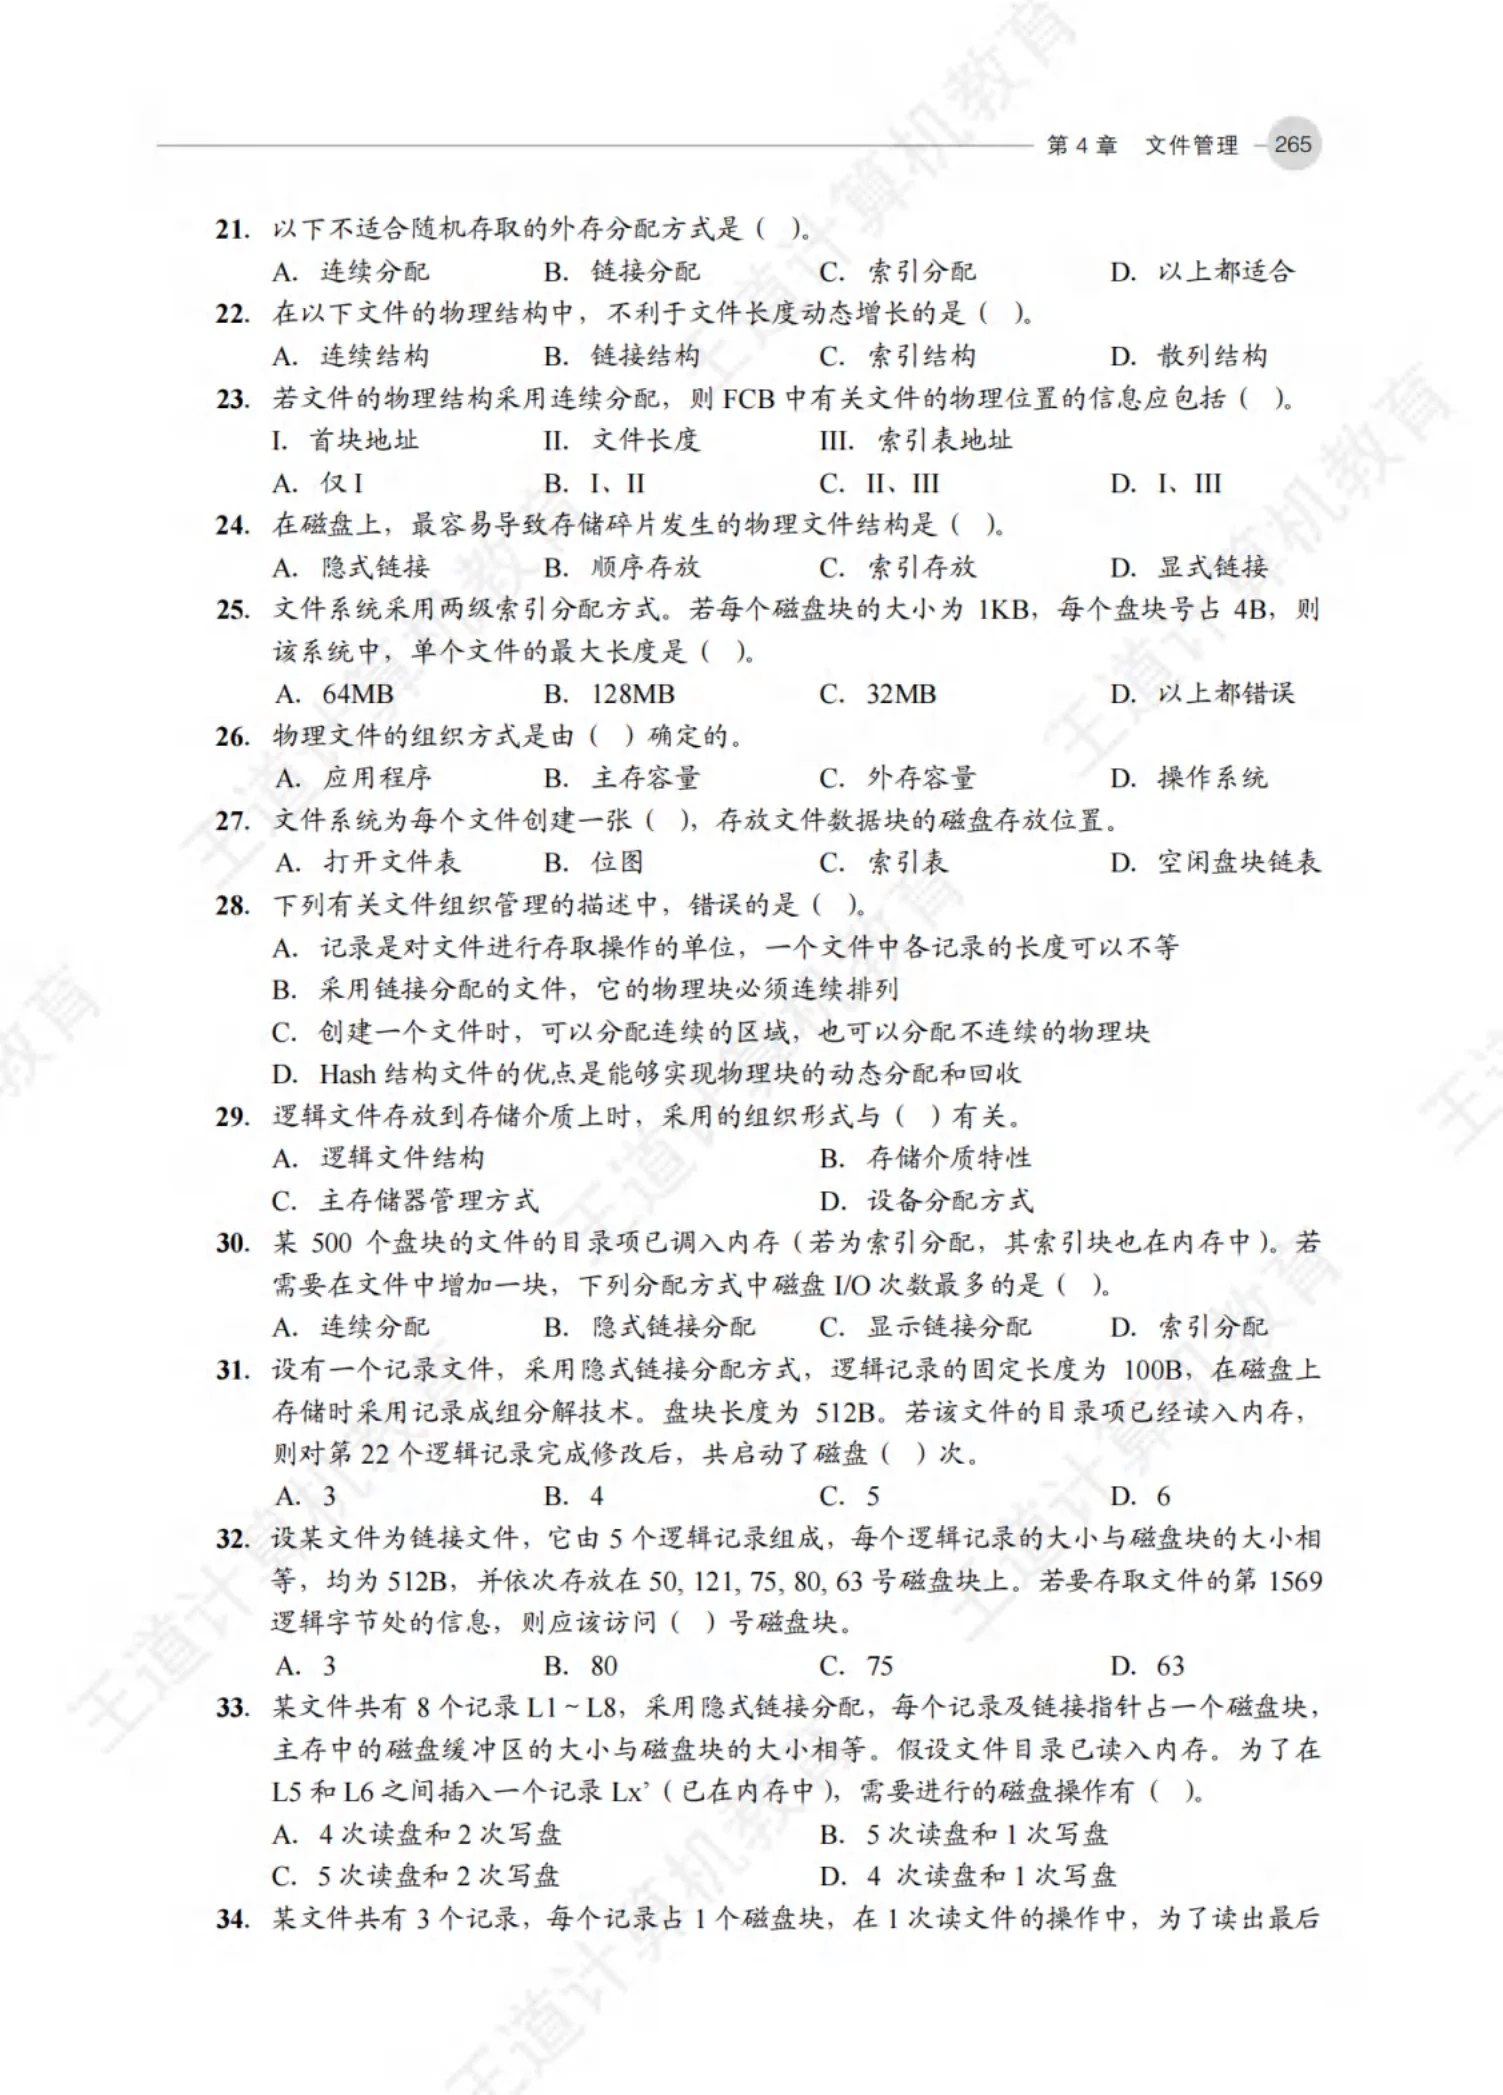 第 4 章 文件管理 265
21. 以下不适合随机存取的外存分配方式是（ ）。
A. 连续分配 B. 链接分配 C. 索引分配 D. 以上都适合
22. 在以下文件的物理结构中，不利于文件长度动态增长的是（ ）。
A. 连续结构 B. 链接结构 C. 索引结构 D. 散列结构
23. 若文件的物理结构采用连续分配，则 FCB 中有关文件的物理位置的信息应包括（ ）。
I. 首块地址 II. 文件长度 III. 索引表地址
A. 仅 I B. I、II C. II、III D. I、III
24. 在磁盘上，最容易导致存储碎片发生的物理文件结构是（ ）。
A. 隐式链接 B. 顺序存放 C. 索引存放 D. 显式链接
25. 文件系统采用两级索引分配方式。若每个磁盘块的大小为 1KB，每个盘块号占 4B，则
该系统中，单个文件的最大长度是（ ）。
A. 64MB B. 128MB C. 32MB D. 以上都错误
26. 物理文件的组织方式是由（ ）确定的。
A. 应用程序 B. 主存容量 C. 外存容量 D. 操作系统
27. 文件系统为每个文件创建一张（ ），存放文件数据块的磁盘存放位置。
A. 打开文件表 B. 位图 C. 索引表 D. 空闲盘块链表
28. 下列有关文件组织管理的描述中，错误的是（ ）。
A. 记录是对文件进行存取操作的单位，一个文件中各记录的长度可以不等
B. 采用链接分配的文件，它的物理块必须连续排列
C. 创建一个文件时，可以分配连续的区域，也可以分配不连续的物理块
D. Hash 结构文件的优点是能够实现物理块的动态分配和回收
29. 逻辑文件存放到存储介质上时，采用的组织形式与（ ）有关。
A. 逻辑文件结构 B. 存储介质特性
C. 主存储器管理方式 D. 设备分配方式
30. 某 500 个盘块的文件的目录项已调入内存（若为索引分配，其索引块也在内存中）。若
需要在文件中增加一块，下列分配方式中磁盘 I/O 次数最多的是（ ）。
A. 连续分配 B. 隐式链接分配 C. 显示链接分配 D. 索引分配
31. 设有一个记录文件，采用隐式链接分配方式，逻辑记录的固定长度为 100B，在磁盘上
存储时采用记录成组分解技术。盘块长度为 512B。若该文件的目录项已经读入内存，
则对第 22 个逻辑记录完成修改后，共启动了磁盘（ ）次。
A. 3 B. 4 C. 5 D. 6
32. 设某文件为链接文件，它由 5 个逻辑记录组成，每个逻辑记录的大小与磁盘块的大小相
等，均为 512B，并依次存放在 50, 121, 75, 80, 63 号磁盘块上。若要存取文件的第 1569
逻辑字节处的信息，则应该访问（ ）号磁盘块。
A. 3 B. 80 C. 75 D. 63
33. 某文件共有 8 个记录 L1 ~ L8，采用隐式链接分配，每个记录及链接指针占一个磁盘块，
主存中的磁盘缓冲区的大小与磁盘块的大小相等。假设文件目录已读入内存。为了在
L5 和 L6 之间插入一个记录 Lx’（已在内存中），需要进行的磁盘操作有（ ）。
A. 4 次读盘和 2 次写盘 B. 5 次读盘和 1 次写盘
C. 5 次读盘和 2 次写盘 D. 4 次读盘和 1 次写盘
34. 某文件共有 3 个记录，每个记录占 1 个磁盘块，在 1 次读文件的操作中，为了读出最后
王道计算机教育